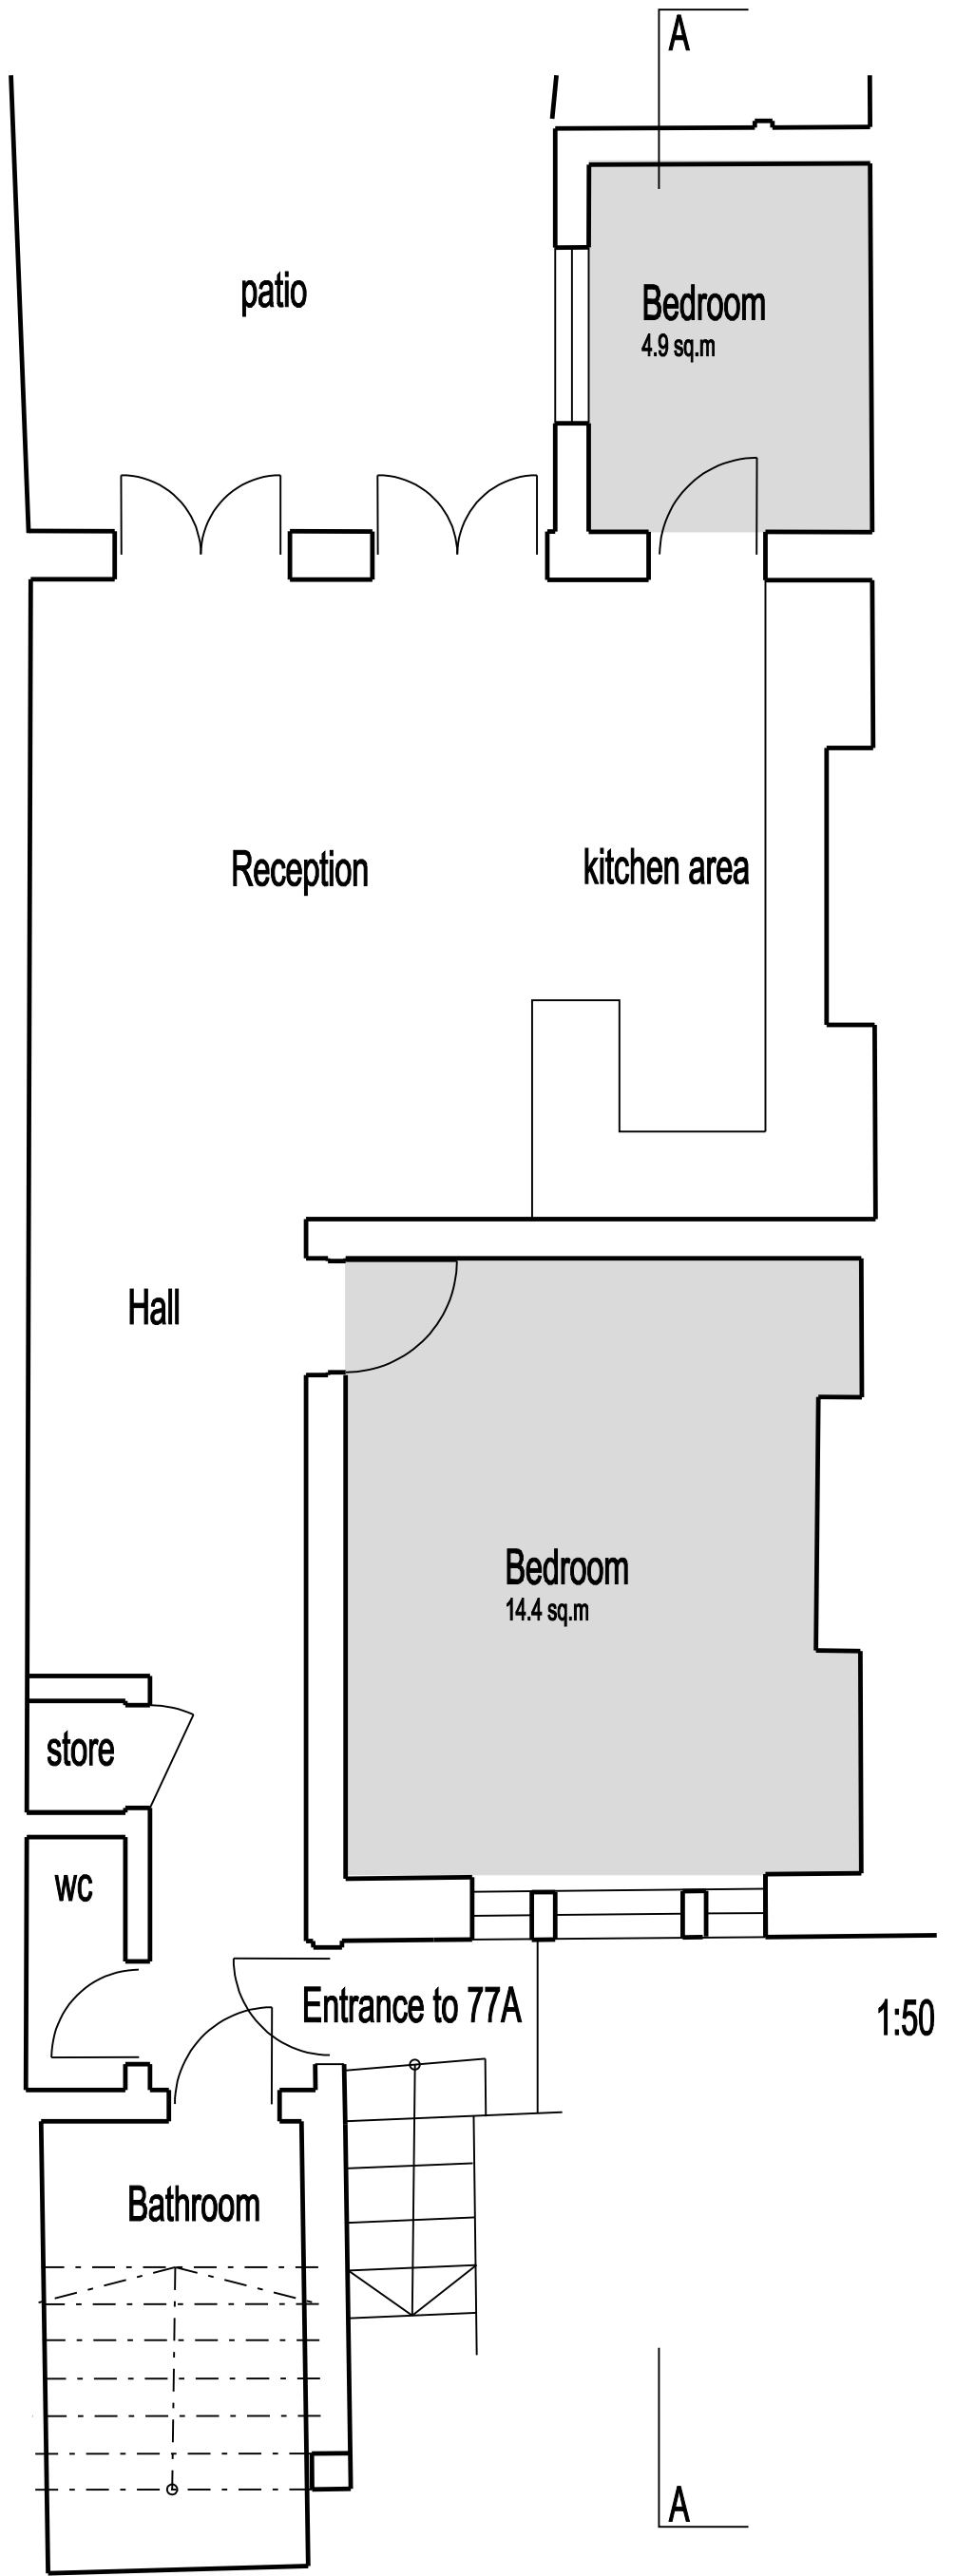 A
patio
Bedroom
4.9 sq.m
Reception
kitchen area
Hall
Bedroom
14.4 sq.m
store
wc
Entrance to 77A
1:50
Bathroom
A